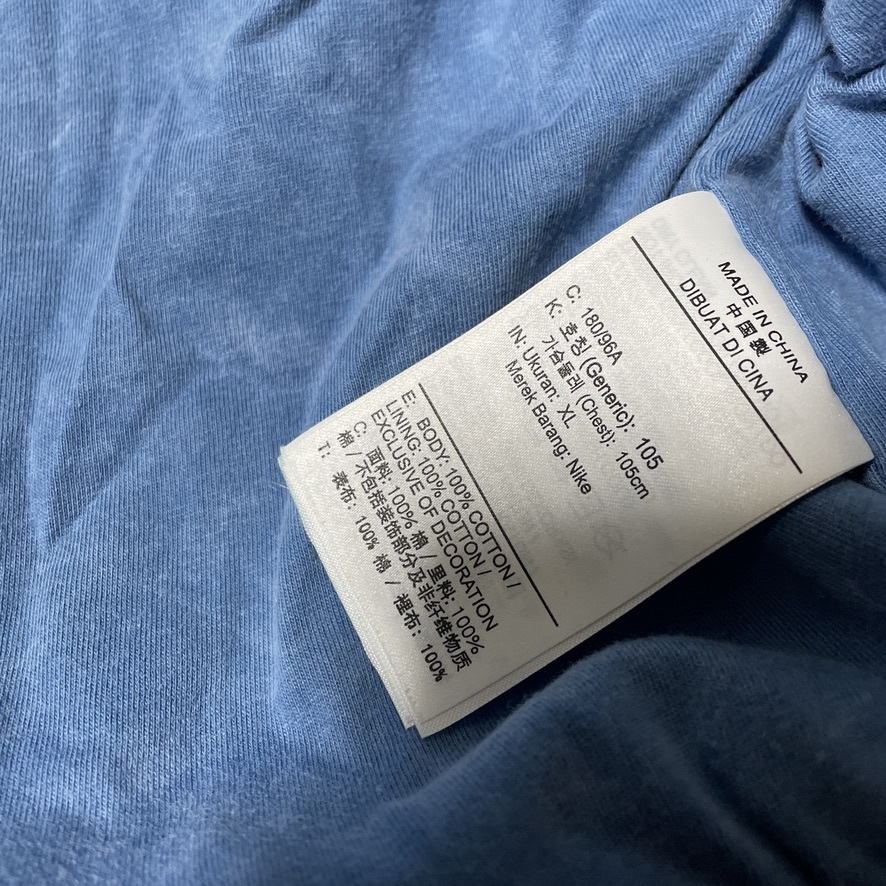 MADE IN CHINA
中国製
DIBUAT DI CINA
C: 180/96A
K: 호칭 (Generic): 105
가슴둘레 (Chest): 105cm
IN: Ukuran: XL
Merek Barang: Nike
E: BODY: 100% COTTON /
LINING: 100% COTTON /
EXCLUSIVE OF DECORATION
C: 面料: 100% 棉 / 里料: 100%
棉 / 不包括装饰部分及非纤维物质
T: 表布: 100% 棉 / 裡布: 100%